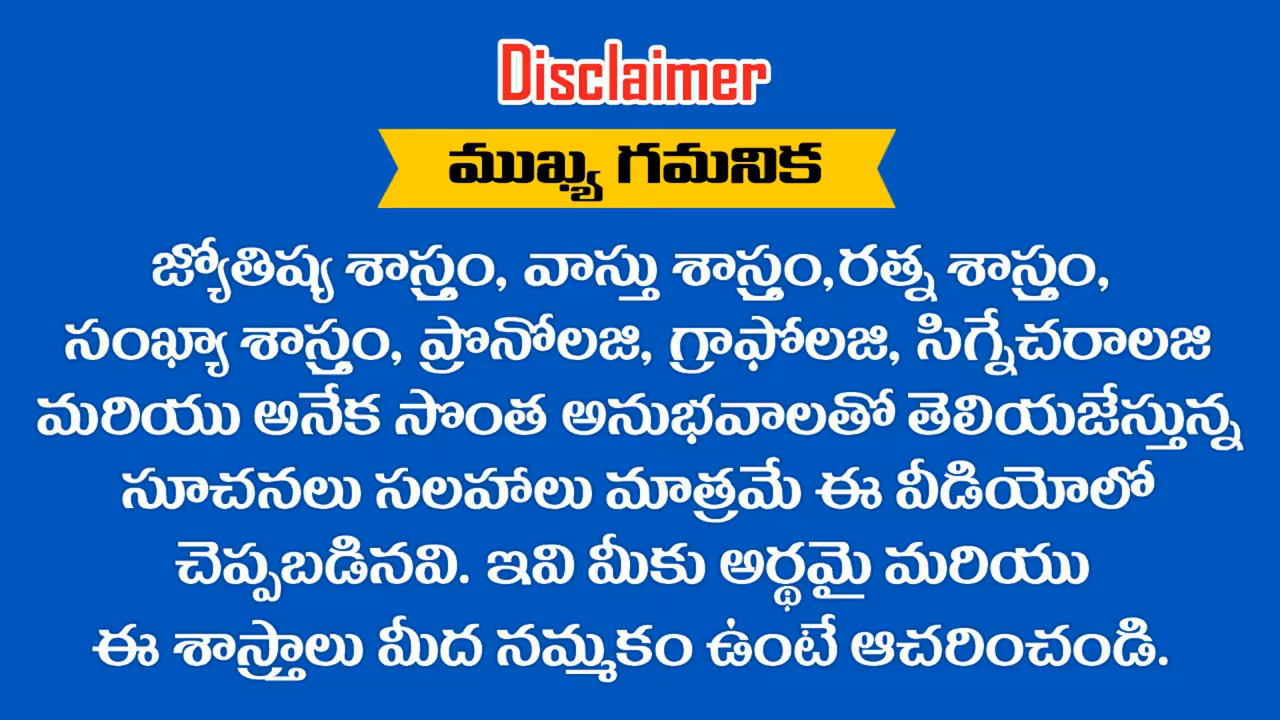 Disclaimer
ముఖ్య గమనిక
జ్యోతిష్య శాస్త్రం, వాస్తు శాస్త్రం,రత్న శాస్త్రం,
సంఖ్యా శాస్త్రం, ప్రొనోలజి, గ్రాఫోలజి, సిగ్నేచరాలజి
మరియు అనేక సొంత అనుభవాలతో తెలియజేస్తున్న
సూచనలు సలహాలు మాత్రమే ఈ వీడియోలో
చెప్పబడినవి. ఇవి మీకు అర్థమై మరియు
ఈ శాస్త్రాలు మీద నమ్మకం ఉంటే ఆచరించండి.